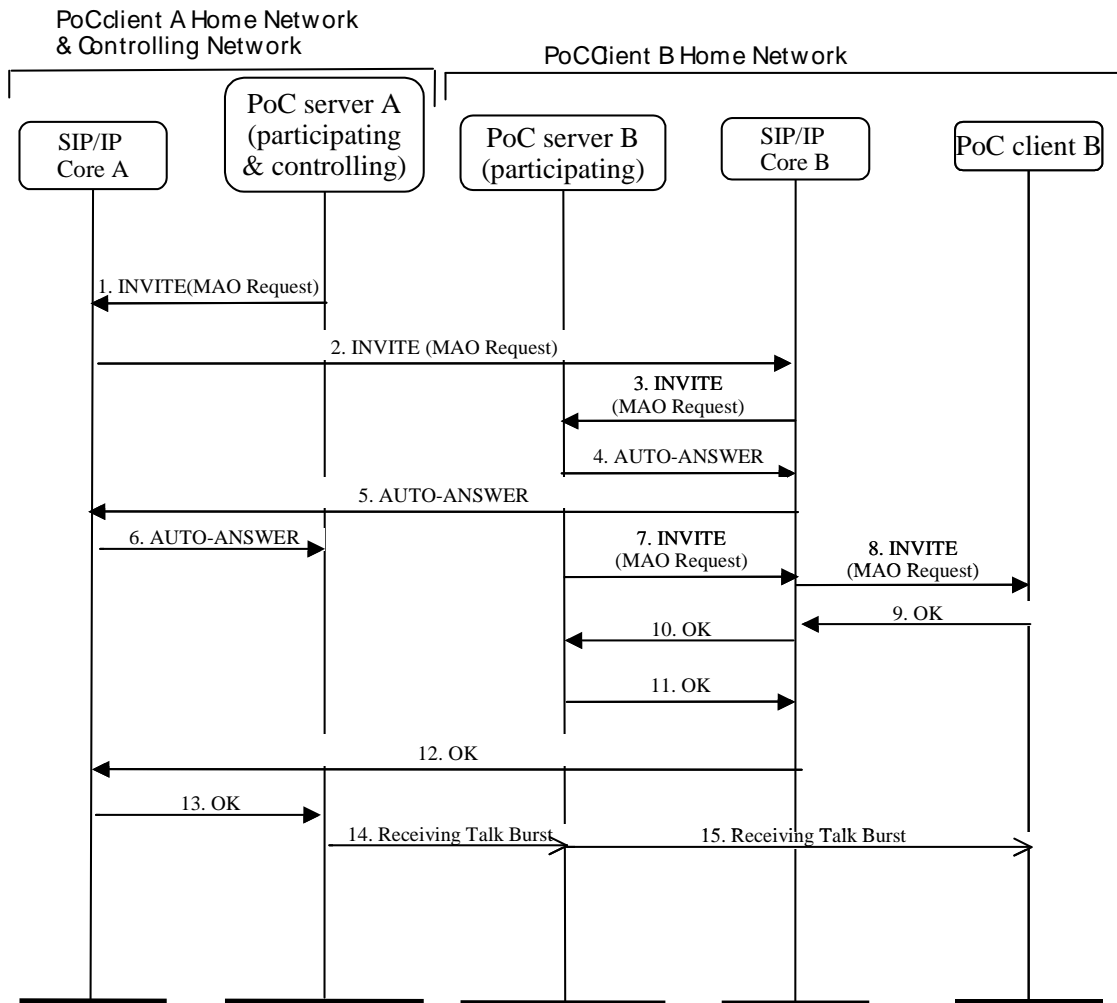 PoCclient A Home Network
& Controlling Network
PoCClient B Home Network
SIP/IP
Core A
PoC server A
(participating
& controlling)
PoC server B
(participating)
SIP/IP
Core B
PoC client B
1. INVITE(MAO Request)
2. INVITE (MAO Request)
3. INVITE
(MAO Request)
4. AUTO-ANSWER
5. AUTO-ANSWER
6. AUTO-ANSWER
7. INVITE
(MAO Request)
8. INVITE
(MAO Request)
9. OK
10. OK
11. OK
12. OK
13. OK
14. Receiving Talk Burst
15. Receiving Talk Burst